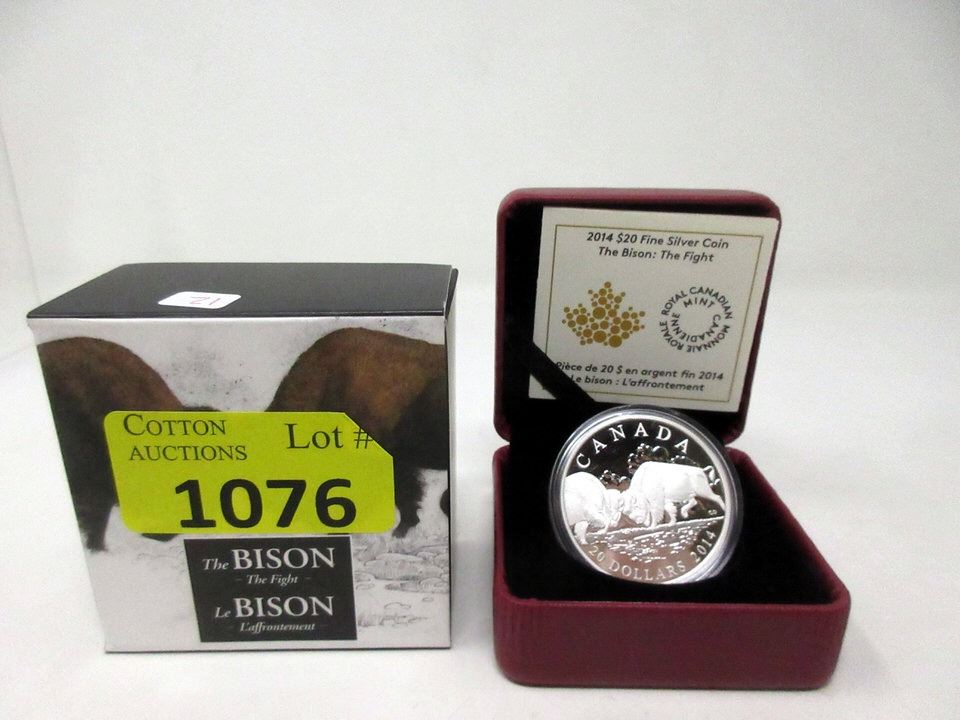 12
COTTON AUCTIONS
Lot #
1076
The BISON
- The Fight -
Le BISON
- L'affrontement -
2014 $20 Fine Silver Coin
The Bison: The Fight
ROYAL CANADIAN MINT
MONNAIE ROYALE CANADIENNE
Pièce de 20 $ en argent fin 2014
Le bison : L'affrontement
CANADA
20 DOLLARS 2014